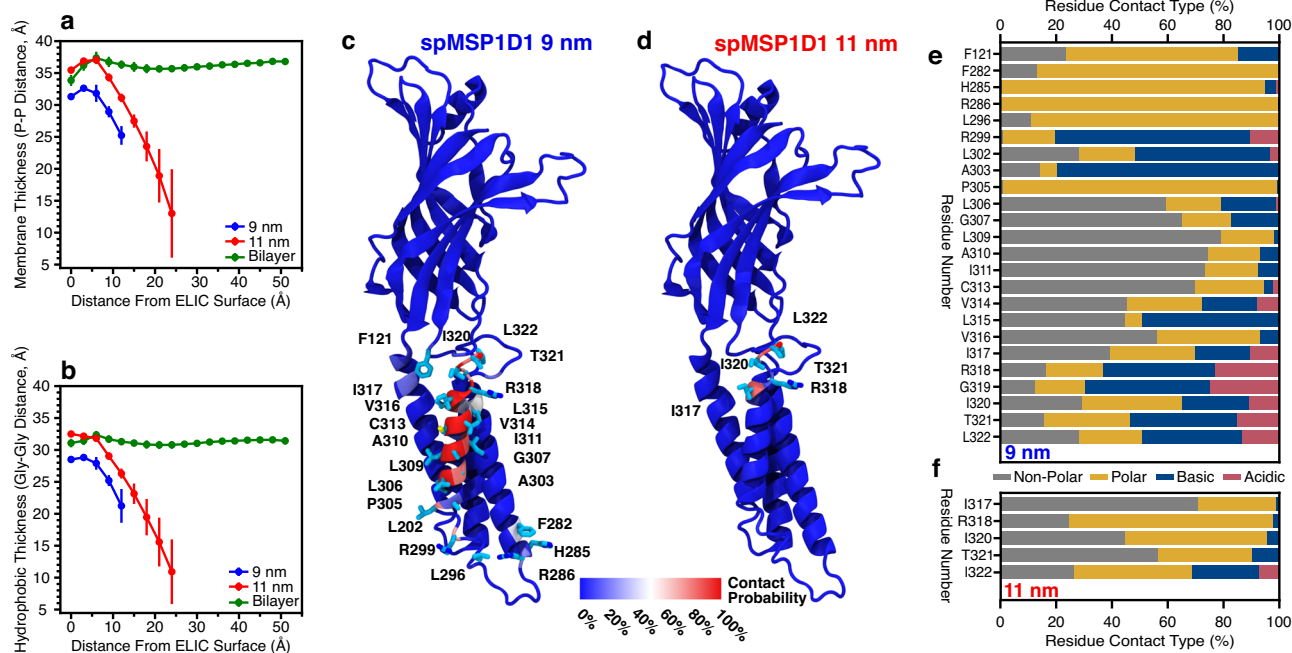 a
Membrane Thickness (P-P Distance, Å)
40
35
30
25
20
15
10
5
9 nm
11 nm
Bilayer
0 10 20 30 40 50
Distance From ELIC Surface (Å)
b
Hydrophobic Thickness (Gly-Gly Distance, Å)
40
35
30
25
20
15
10
5
9 nm
11 nm
Bilayer
0 10 20 30 40 50
Distance From ELIC Surface (Å)
c
spMSP1D1 9 nm
F121
I320
L322
T321
I317
R318
V316
L315
C313
V314
A310
I311
L309
G307
L306
A303
P305
L202
F282
R299
H285
L296
R286
d
spMSP1D1 11 nm
L322
I320
T321
R318
I317
Contact
Probability
0% 20% 40% 60% 80% 100%
e
Residue Contact Type (%)
0 20 40 60 80 100
Residue Number
F121
F282
H285
R286
L296
R299
L302
A303
P305
L306
G307
L309
A310
I311
C313
V314
L315
V316
I317
R318
G319
I320
T321
L322
9 nm
Non-Polar Polar Basic Acidic
f
Residue Number
I317
R318
I320
T321
I322
11 nm
0 20 40 60 80 100
Residue Contact Type (%)